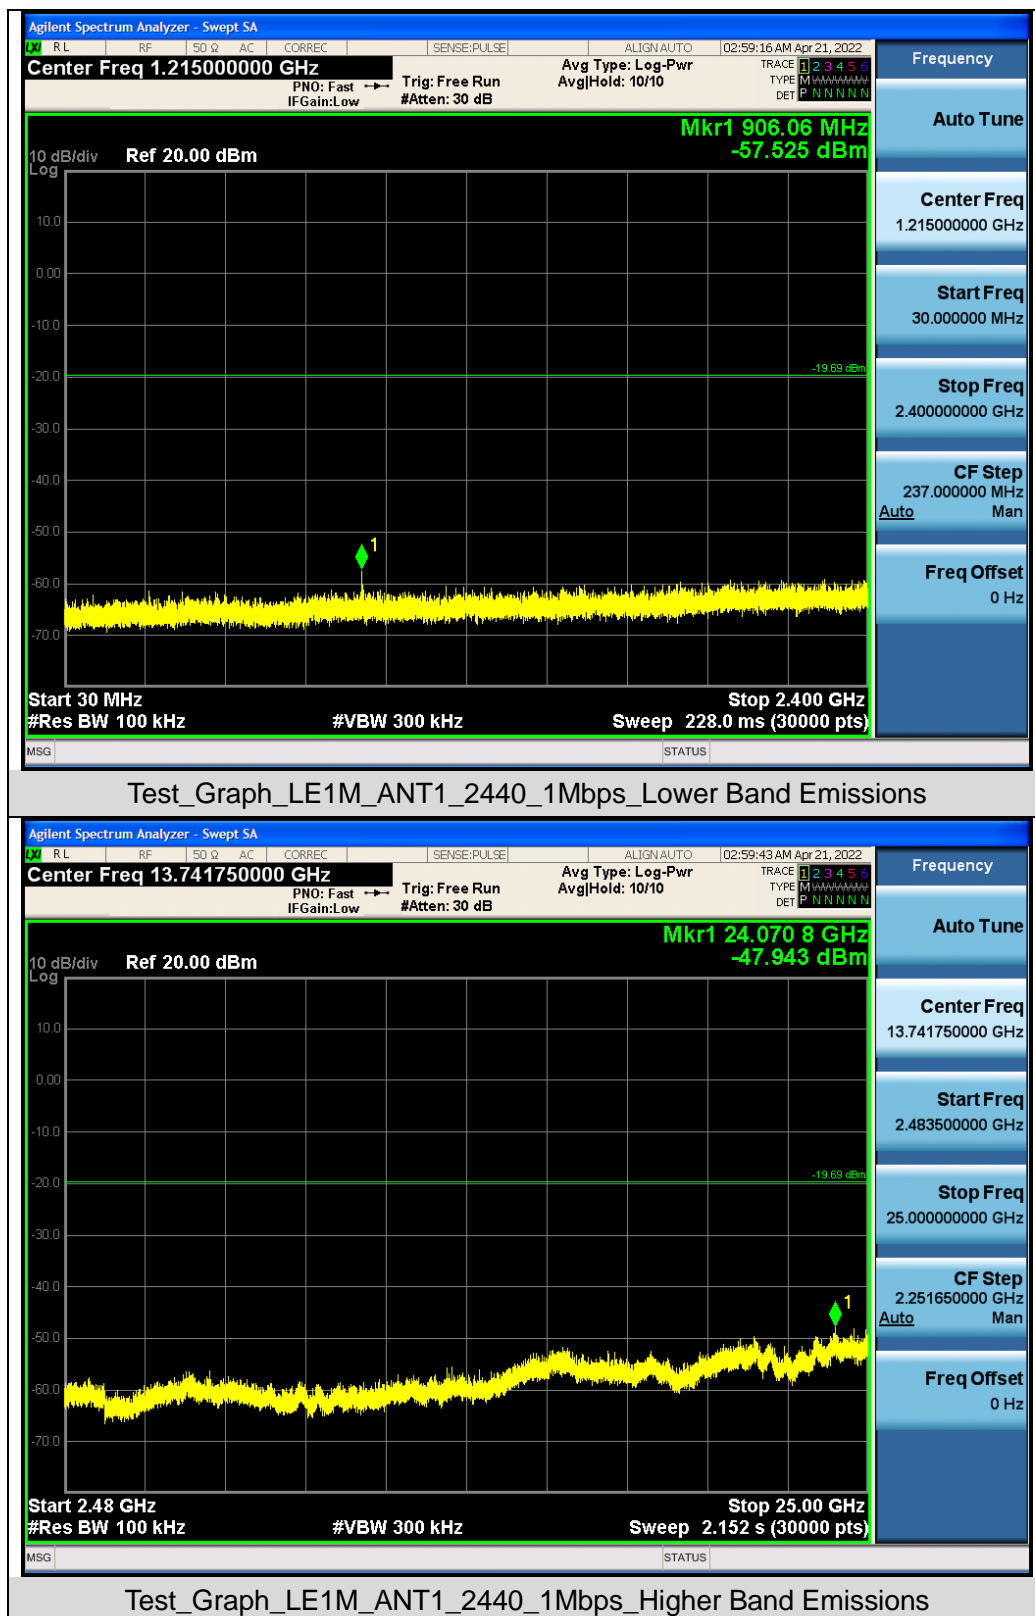 Agilent Spectrum Analyzer - Swept SA
LXI RL RF 50 Ω AC CORREC SENSE:PULSE ALIGN AUTO 02:59:16 AM Apr 21, 2022
Center Freq 1.215000000 GHz
PNO: Fast
IFGain:Low
Trig: Free Run
#Atten: 30 dB
Avg Type: Log-Pwr
Avg|Hold: 10/10
TRACE 1 2 3 4 5 6
TYPE M
DET P N N N N N
Mkr1 906.06 MHz
-57.525 dBm
10 dB/div Ref 20.00 dBm
Log
10.0
0.00
-10.0
-20.0
-19.69 dBm
-30.0
-40.0
-50.0
1
-60.0
-70.0
Start 30 MHz Stop 2.400 GHz
#Res BW 100 kHz #VBW 300 kHz Sweep 228.0 ms (30000 pts)
MSG STATUS
Frequency
Auto Tune
Center Freq
1.215000000 GHz
Start Freq
30.000000 MHz
Stop Freq
2.400000000 GHz
CF Step
237.000000 MHz
Auto Man
Freq Offset
0 Hz
Test_Graph_LE1M_ANT1_2440_1Mbps_Lower Band Emissions
Agilent Spectrum Analyzer - Swept SA
LXI RL RF 50 Ω AC CORREC SENSE:PULSE ALIGN AUTO 02:59:43 AM Apr 21, 2022
Center Freq 13.741750000 GHz
PNO: Fast
IFGain:Low
Trig: Free Run
#Atten: 30 dB
Avg Type: Log-Pwr
Avg|Hold: 10/10
TRACE 1 2 3 4 5 6
TYPE M
DET P N N N N N
Mkr1 24.070 8 GHz
-47.943 dBm
10 dB/div Ref 20.00 dBm
Log
10.0
0.00
-10.0
-20.0
-19.69 dBm
-30.0
-40.0
1
-50.0
-60.0
-70.0
Start 2.48 GHz Stop 25.00 GHz
#Res BW 100 kHz #VBW 300 kHz Sweep 2.152 s (30000 pts)
MSG STATUS
Frequency
Auto Tune
Center Freq
13.741750000 GHz
Start Freq
2.483500000 GHz
Stop Freq
25.000000000 GHz
CF Step
2.251650000 GHz
Auto Man
Freq Offset
0 Hz
Test_Graph_LE1M_ANT1_2440_1Mbps_Higher Band Emissions